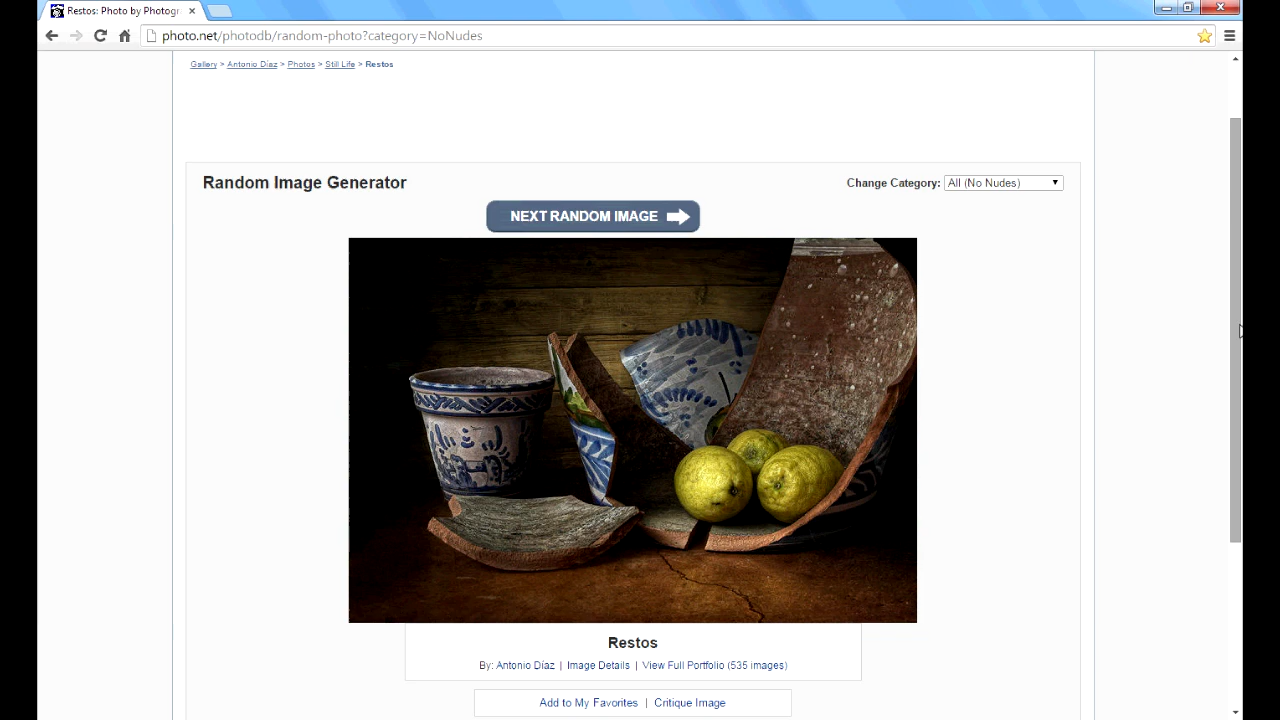 Restos: Photo by Photogr
photo.net/photodb/random-photo?category=NoNudes
Gallery > Antonio Díaz > Photos > Still Life > Restos
Random Image Generator
Change Category: All (No Nudes)
NEXT RANDOM IMAGE
Restos
By: Antonio Díaz | Image Details | View Full Portfolio (535 images)
Add to My Favorites | Critique Image